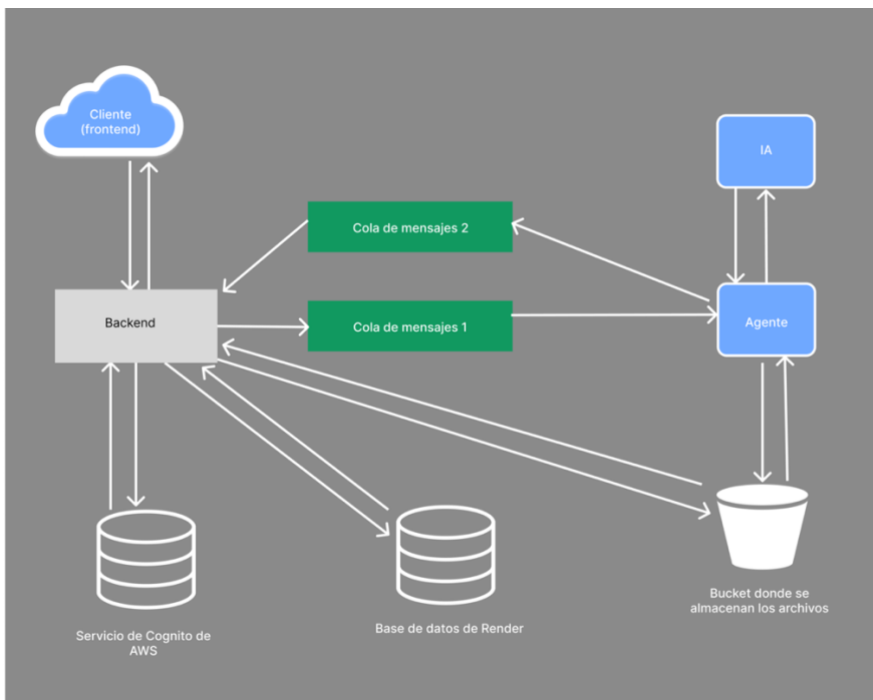 Cliente
(frontend)
IA
Cola de mensajes 2
Backend
Cola de mensajes 1
Agente
Servicio de Cognito de
AWS
Base de datos de Render
Bucket donde se
almacenan los archivos